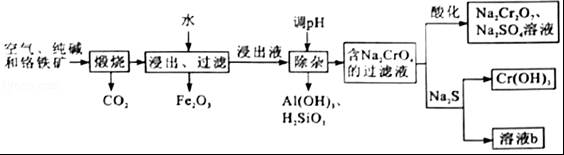 水
调pH
酸化
Na₂Cr₂O₇、
Na₂SO₄溶液
空气、纯碱
和铬铁矿
煅烧
浸出、过滤
浸出液
除杂
含Na₂CrO₄
的过滤液
Na₂S
Cr(OH)₃
CO₂
Fe₂O₃
Al(OH)₃、
H₂SiO₃
溶液b